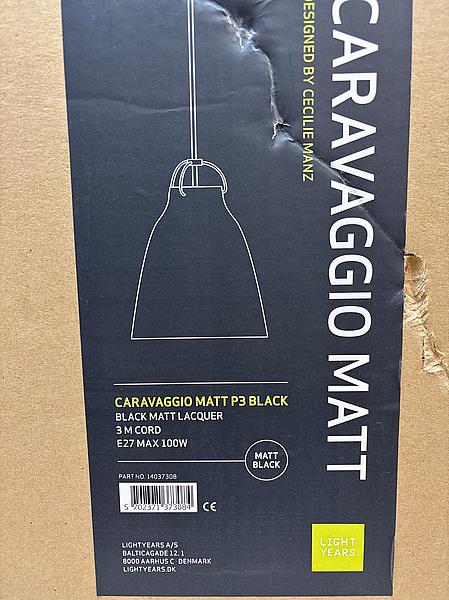 CARAVAGGIO MATT
DESIGNED BY CECILIE MANZ
CARAVAGGIO MATT P3 BLACK
BLACK MATT LACQUER
3 M CORD
E27 MAX 100W
MATT
BLACK
PART NO. 14037308
5 702371 373084
CE
LIGHTYEARS A/S
BALTICAGADE 12, 1
8000 AARHUS C · DENMARK
LIGHTYEARS.DK
LIGHT
YEARS